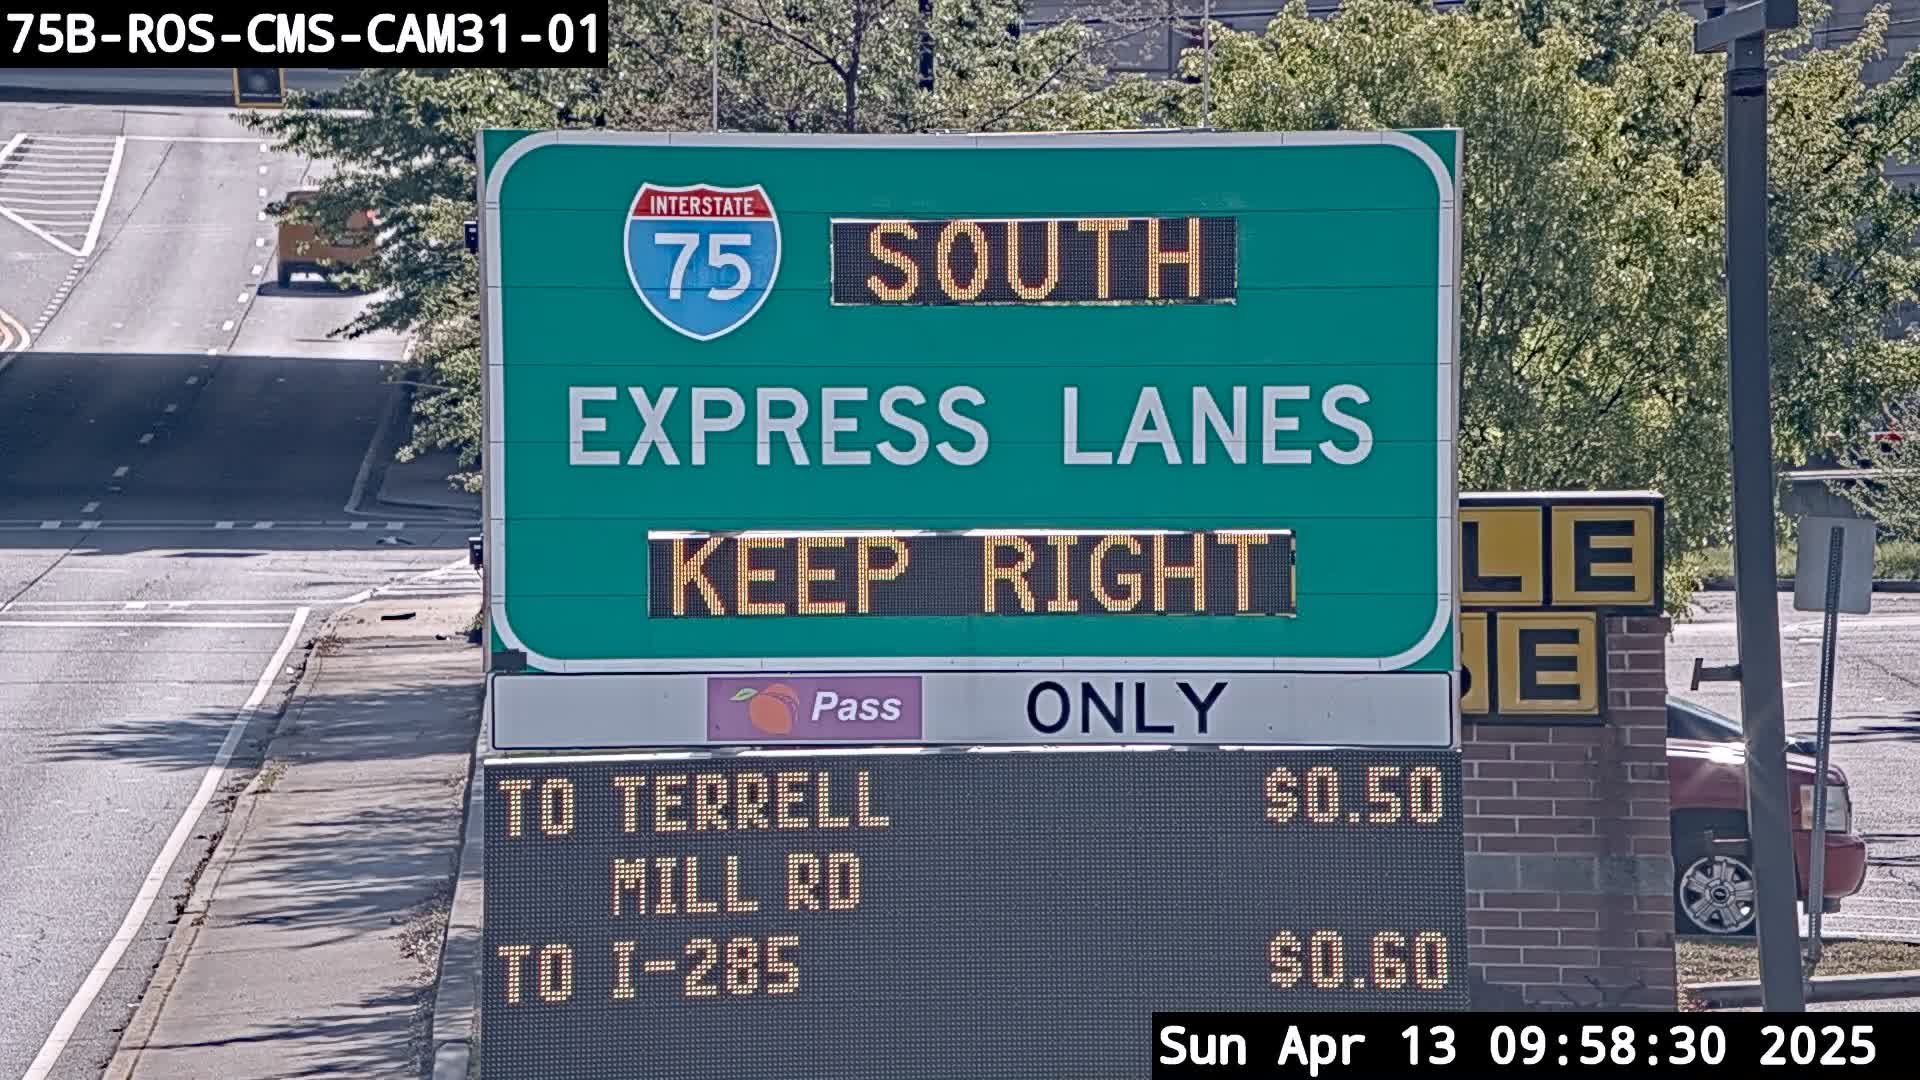 75B-ROS-CMS-CAM31-01
INTERSTATE
75
SOUTH
EXPRESS LANES
KEEP RIGHT
Pass ONLY
TO TERRELL $0.50
MILL RD
TO I-285 $0.60
LE
E
Sun Apr 13 09:58:30 2025